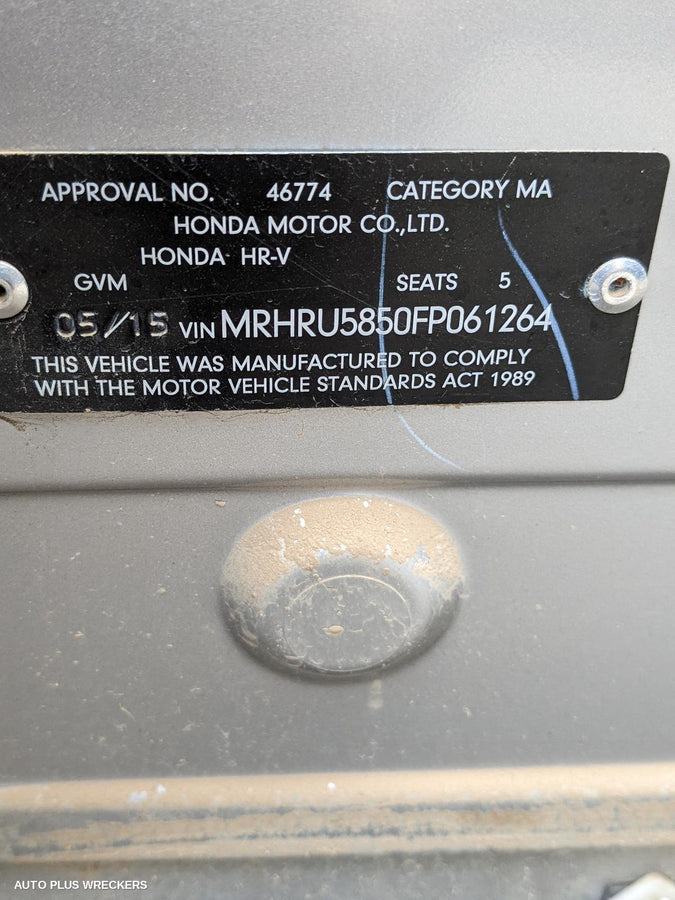 APPROVAL NO. 46774 CATEGORY MA
HONDA MOTOR CO.,LTD.
HONDA HR-V
GVM SEATS 5
05/15 VIN MRHRU5850FP061264
THIS VEHICLE WAS MANUFACTURED TO COMPLY
WITH THE MOTOR VEHICLE STANDARDS ACT 1989
AUTO PLUS WRECKERS